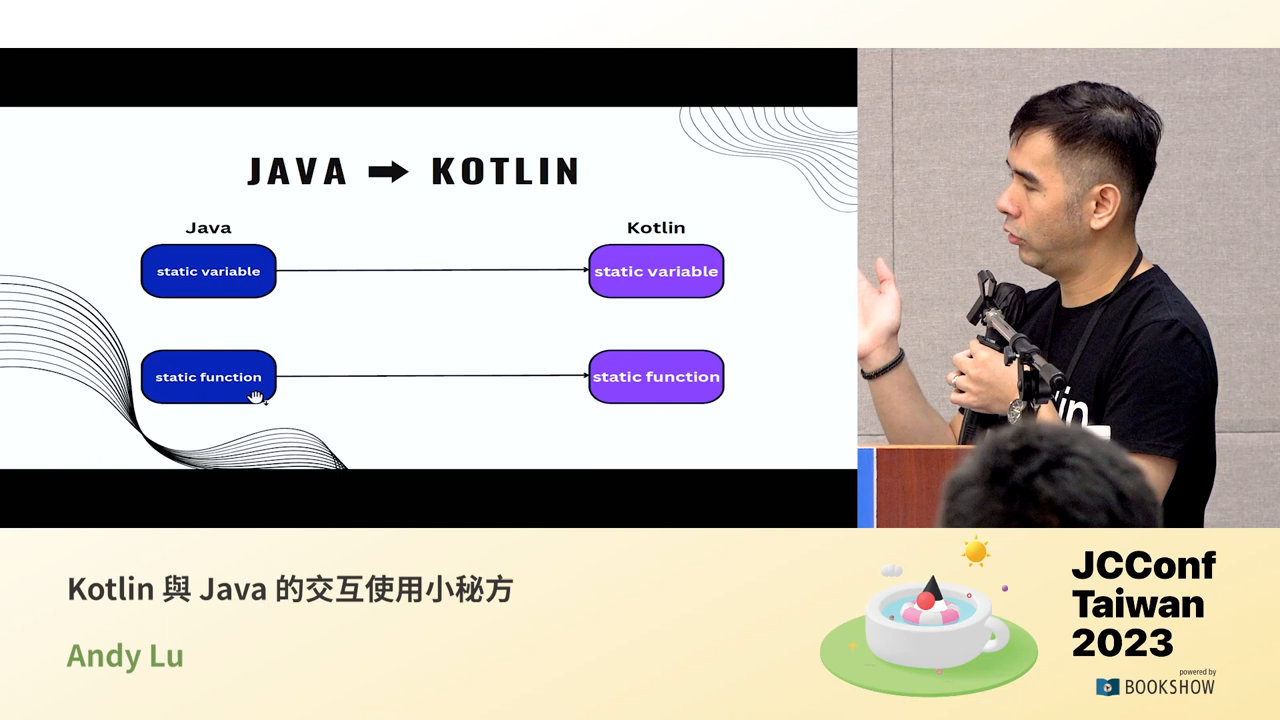 JAVA ➡ KOTLIN
Java
Kotlin
static variable
static variable
static function
static function
in
Kotlin 與 Java 的交互使用小秘方
Andy Lu
JCConf
Taiwan
2023
powered by
BOOKSHOW